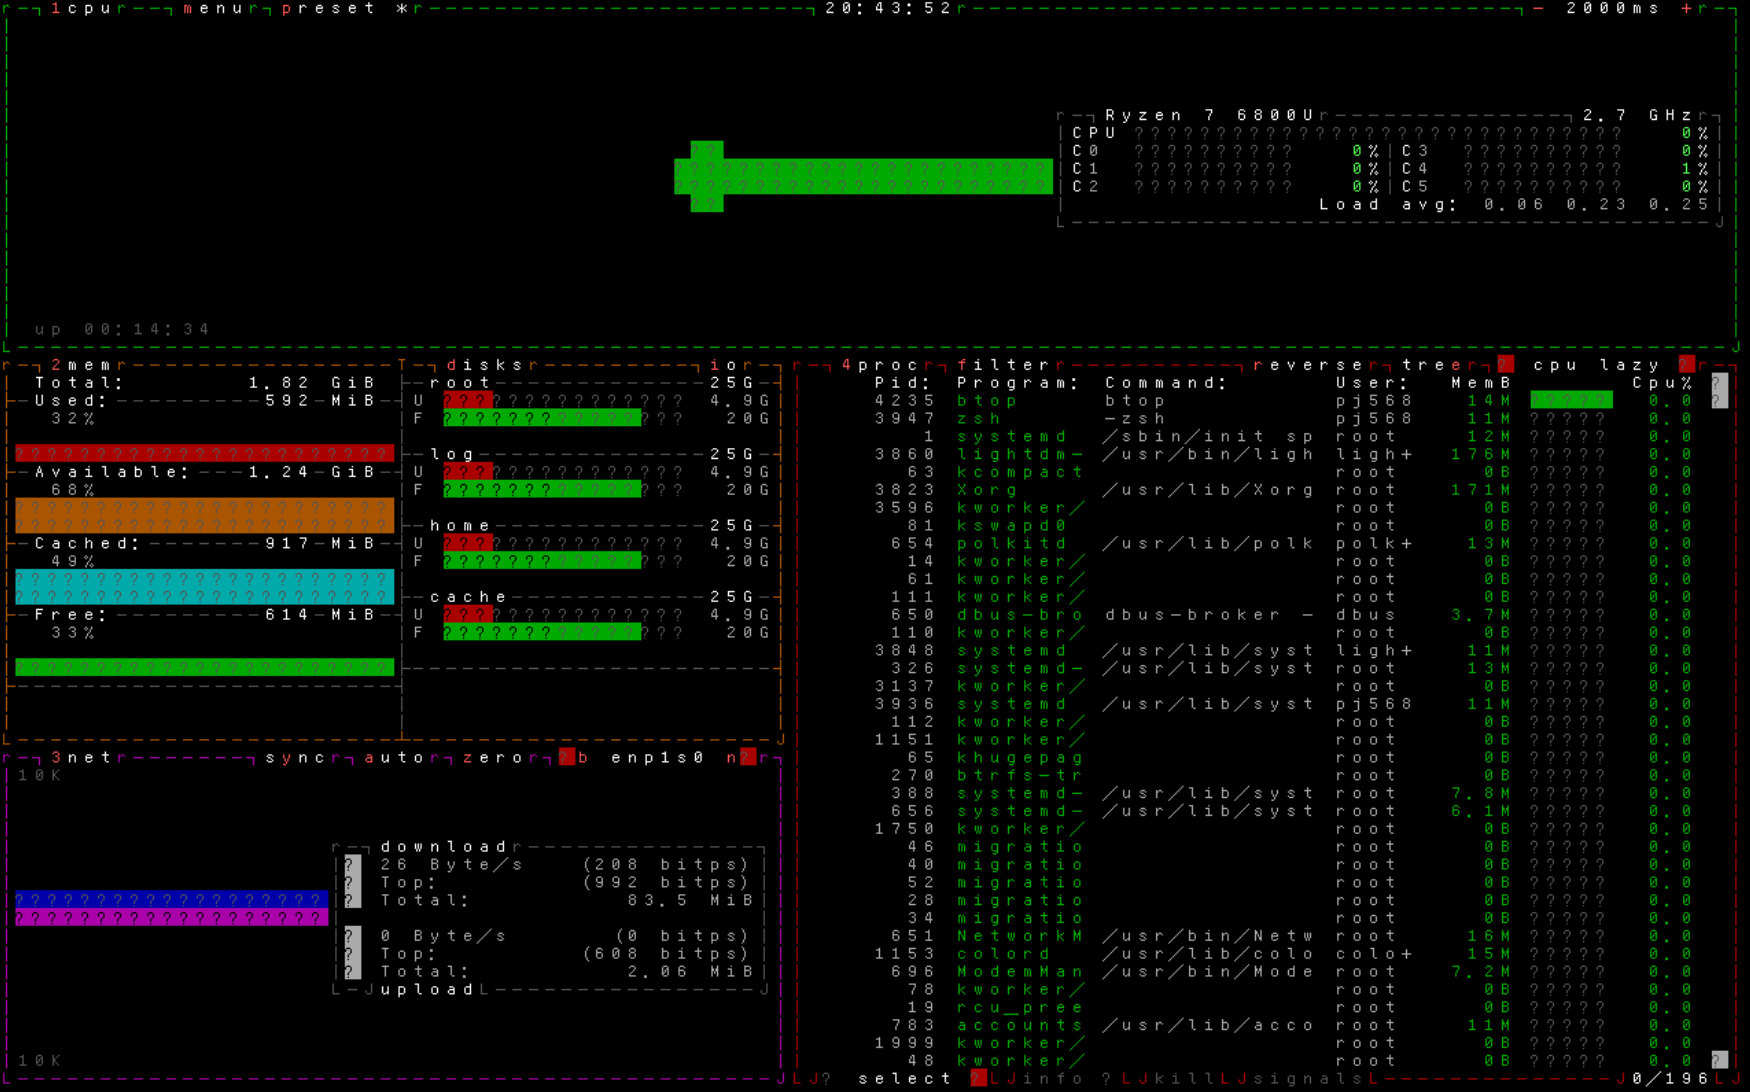 1cpu menu preset * 20:43:52 - 2000ms +
Ryzen 7 6800U 2.7 GHz
CPU ?????????????????????????????? 0%
C0 ?????????? 0% C3 ?????????? 0%
C1 ?????????? 0% C4 ?????????? 1%
C2 ?????????? 0% C5 ?????????? 0%
Load avg: 0.06 0.23 0.25
up 00:14:34
2mem
Total: 1.82 GiB
Used: 592 MiB
32%
Available: 1.24 GiB
68%
Cached: 917 MiB
49%
Free: 614 MiB
33%
disks io
root 25G
U ??????????????? 4.9G
F ??????????????? 20G
log 25G
U ??????????????? 4.9G
F ??????????????? 20G
home 25G
U ??????????????? 4.9G
F ??????????????? 20G
cache 25G
U ??????????????? 4.9G
F ??????????????? 20G
3net sync auto zero ?b enp1s0 n?
10K
download
? 26 Byte/s (208 bitps)
? Top: (992 bitps)
? Total: 83.5 MiB
? 0 Byte/s (0 bitps)
? Top: (608 bitps)
? Total: 2.06 MiB
upload
10K
4proc filter reverse tree ? cpu lazy ?
Pid: Program: Command: User: MemB Cpu% ?
4235 btop btop pj568 14M ????? 0.0 ?
3947 zsh -zsh pj568 11M ????? 0.0
1 systemd /sbin/init sp root 12M ????? 0.0
3860 lightdm- /usr/bin/ligh ligh+ 176M ????? 0.0
63 kcompact root 0B ????? 0.0
3823 Xorg /usr/lib/Xorg root 171M ????? 0.0
3596 kworker/ root 0B ????? 0.0
81 kswapd0 root 0B ????? 0.0
654 polkitd /usr/lib/polk polk+ 13M ????? 0.0
14 kworker/ root 0B ????? 0.0
61 kworker/ root 0B ????? 0.0
111 kworker/ root 0B ????? 0.0
650 dbus-bro dbus-broker - dbus 3.7M ????? 0.0
110 kworker/ root 0B ????? 0.0
3848 systemd /usr/lib/syst ligh+ 11M ????? 0.0
326 systemd- /usr/lib/syst root 13M ????? 0.0
3137 kworker/ root 0B ????? 0.0
3936 systemd /usr/lib/syst pj568 11M ????? 0.0
112 kworker/ root 0B ????? 0.0
1151 kworker/ root 0B ????? 0.0
65 khugepag root 0B ????? 0.0
270 btrfs-tr root 0B ????? 0.0
388 systemd- /usr/lib/syst root 7.8M ????? 0.0
656 systemd- /usr/lib/syst root 6.1M ????? 0.0
1750 kworker/ root 0B ????? 0.0
46 migratio root 0B ????? 0.0
40 migratio root 0B ????? 0.0
52 migratio root 0B ????? 0.0
28 migratio root 0B ????? 0.0
34 migratio root 0B ????? 0.0
651 NetworkM /usr/bin/Netw root 16M ????? 0.0
1153 colord /usr/lib/colo colo+ 15M ????? 0.0
696 ModemMan /usr/bin/Mode root 7.2M ????? 0.0
78 kworker/ root 0B ????? 0.0
19 rcu_pree root 0B ????? 0.0
783 accounts /usr/lib/acco root 11M ????? 0.0
1999 kworker/ root 0B ????? 0.0
48 kworker/ root 0B ????? 0.0 ?
? select ? info ? kill signals 0/196